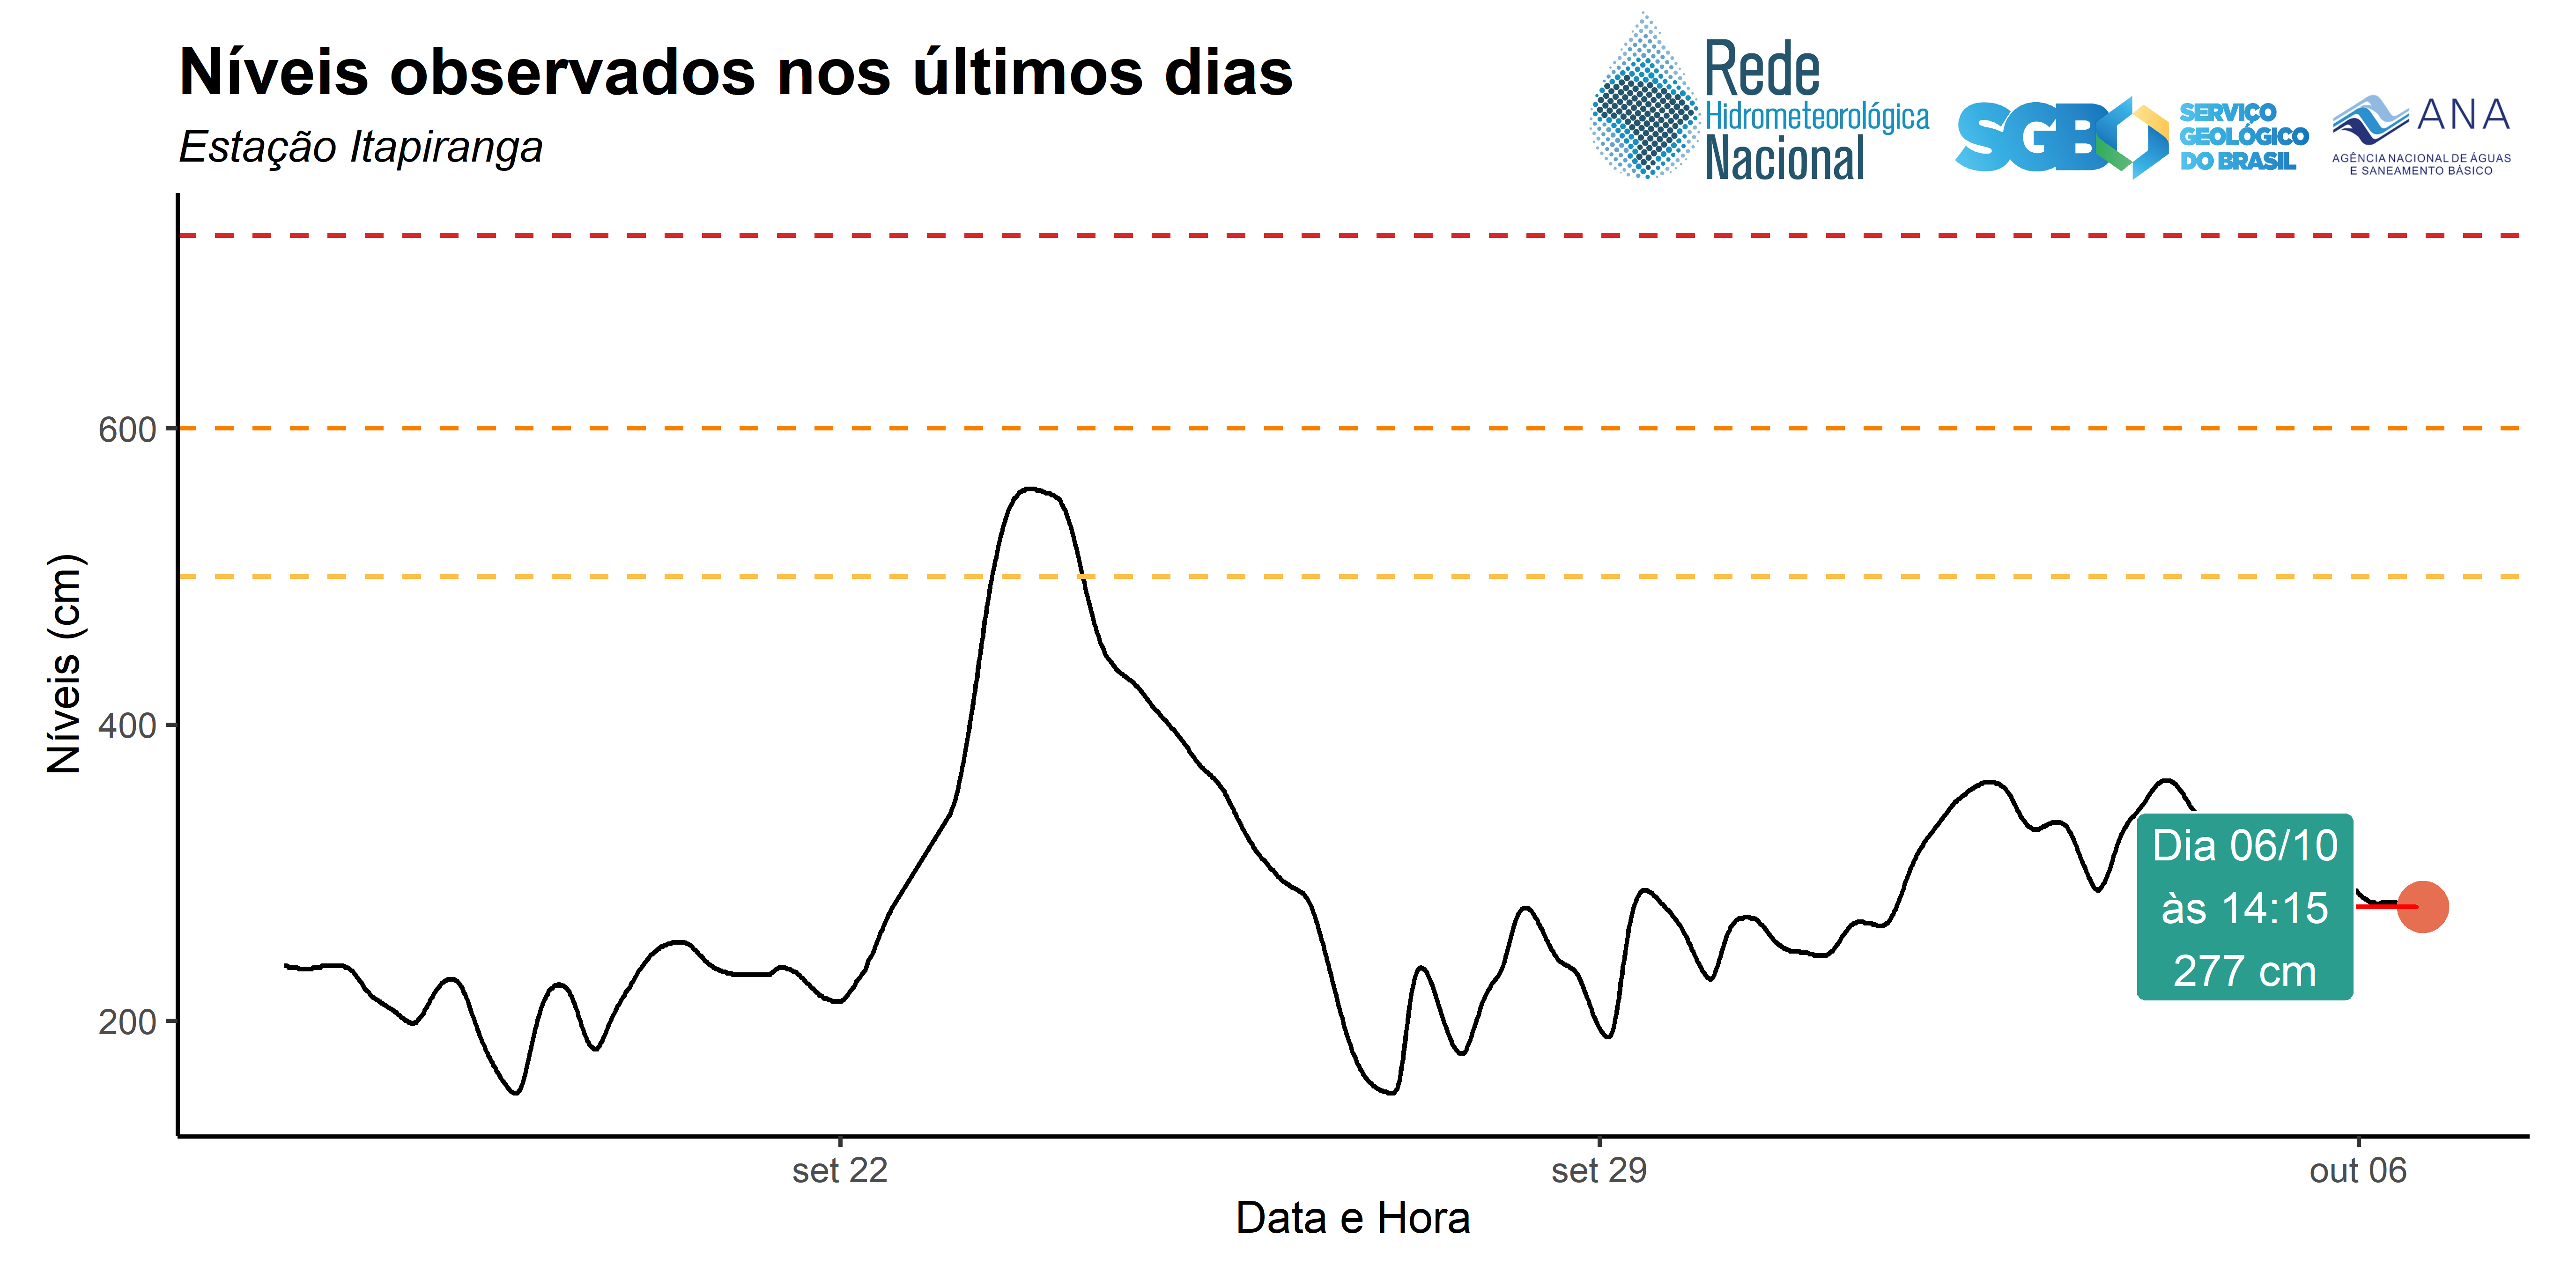 Níveis observados nos últimos dias
Estação Itapiranga
Rede
Hidrometeorológica
Nacional
SGB
SERVIÇO
GEOLÓGICO
DO BRASIL
ANA
AGÊNCIA NACIONAL DE ÁGUAS
E SANEAMENTO BÁSICO
Níveis (cm)
600
400
200
Dia 06/10
às 14:15
277 cm
set 22
set 29
out 06
Data e Hora